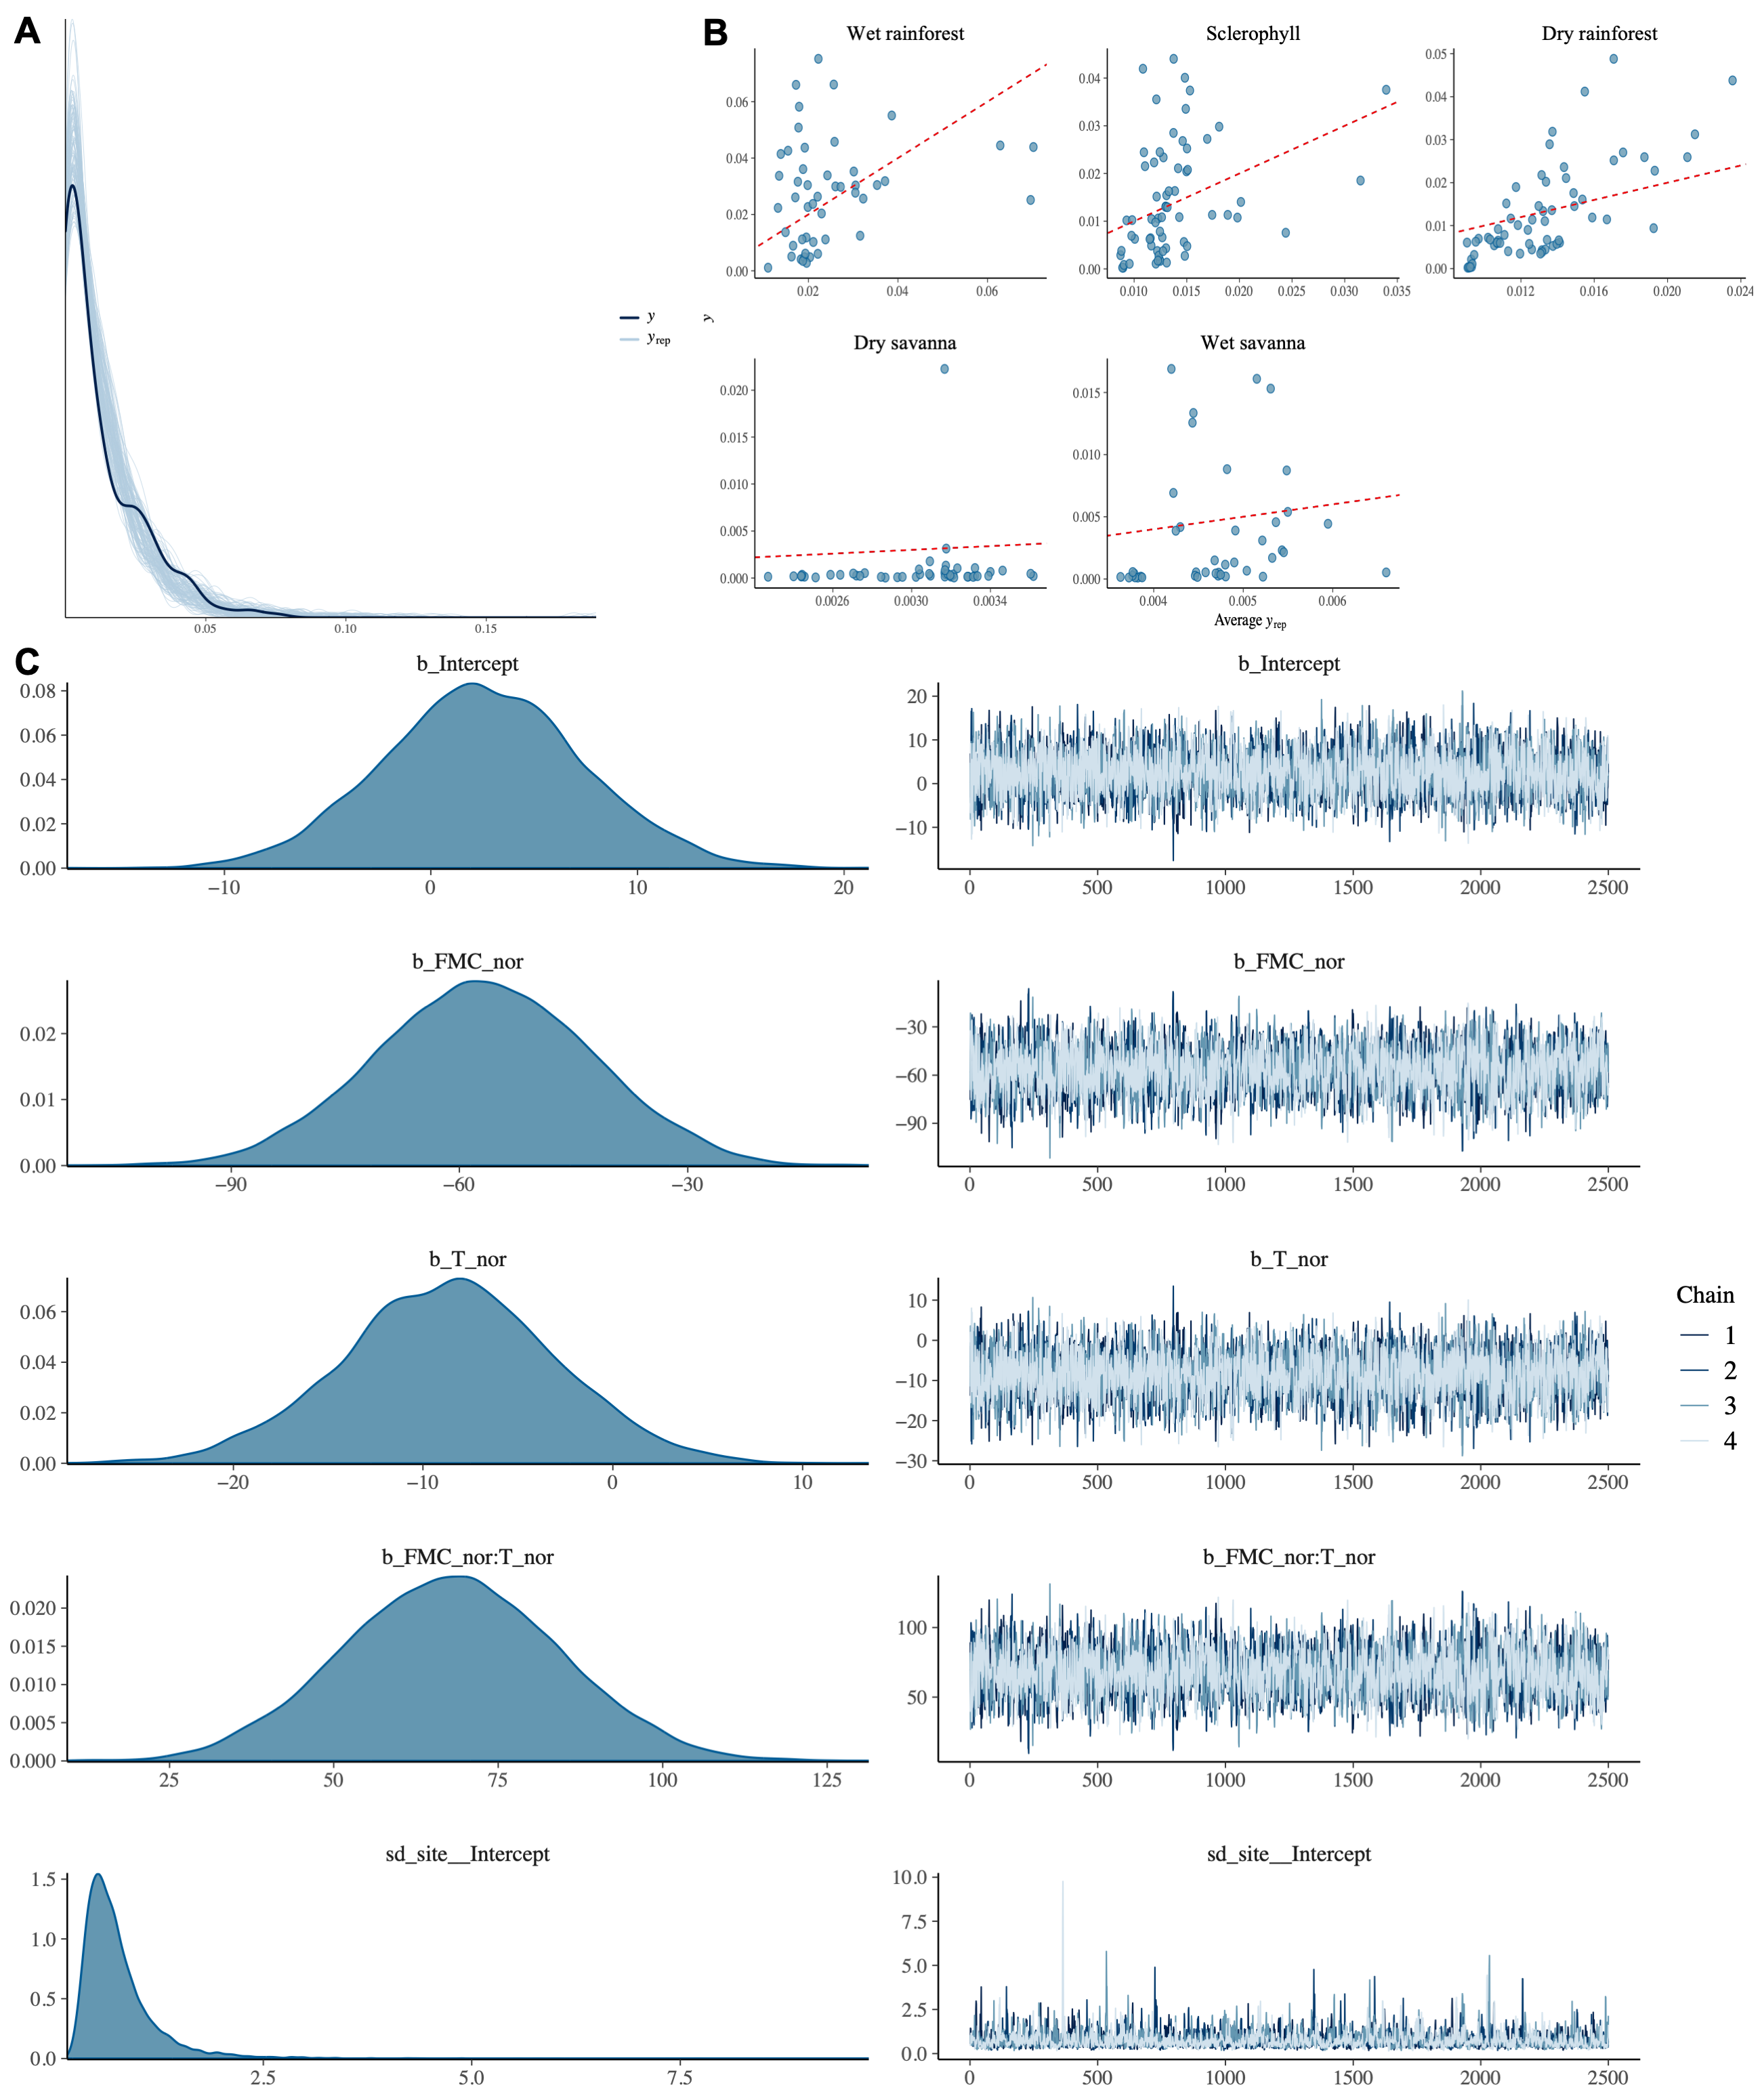 A
0.05 0.10 0.15
y
yrep
B
y
Wet rainforest
0.06
0.04
0.02
0.00
0.02 0.04 0.06
Sclerophyll
0.04
0.03
0.02
0.01
0.00
0.010 0.015 0.020 0.025 0.030 0.035
Dry rainforest
0.05
0.04
0.03
0.02
0.01
0.00
0.012 0.016 0.020 0.024
Dry savanna
0.020
0.015
0.010
0.005
0.000
0.0026 0.0030 0.0034
Wet savanna
0.015
0.010
0.005
0.000
0.004 0.005 0.006
Average yrep
C
b_Intercept
0.08
0.06
0.04
0.02
0.00
−10 0 10 20
b_Intercept
20
10
0
−10
0 500 1000 1500 2000 2500
b_FMC_nor
0.02
0.01
0.00
−90 −60 −30
b_FMC_nor
−30
−60
−90
0 500 1000 1500 2000 2500
b_T_nor
0.06
0.04
0.02
0.00
−20 −10 0 10
b_T_nor
10
0
−10
−20
−30
0 500 1000 1500 2000 2500
Chain
1
2
3
4
b_FMC_nor:T_nor
0.020
0.015
0.010
0.005
0.000
25 50 75 100 125
b_FMC_nor:T_nor
100
50
0 500 1000 1500 2000 2500
sd_site__Intercept
1.5
1.0
0.5
0.0
2.5 5.0 7.5
sd_site__Intercept
10.0
7.5
5.0
2.5
0.0
0 500 1000 1500 2000 2500